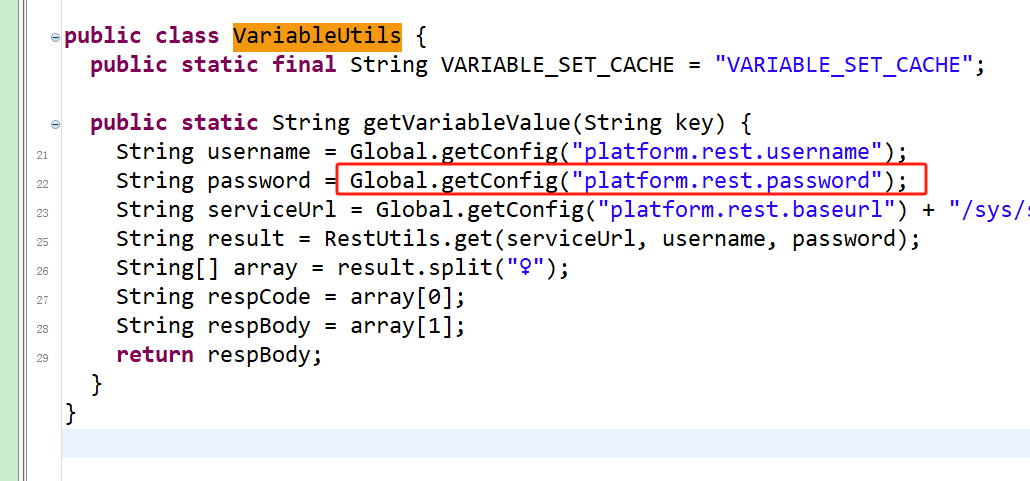 public class VariableUtils {
public static final String VARIABLE_SET_CACHE = "VARIABLE_SET_CACHE";
public static String getVariableValue(String key) {
21 String username = Global.getConfig("platform.rest.username");
22 String password = Global.getConfig("platform.rest.password");
23 String serviceUrl = Global.getConfig("platform.rest.baseurl") + "/sys/
25 String result = RestUtils.get(serviceUrl, username, password);
26 String[] array = result.split("♀");
27 String respCode = array[0];
28 String respBody = array[1];
29 return respBody;
}
}